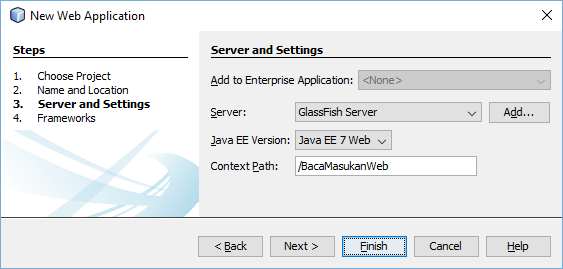 New Web Application
Steps
1. Choose Project
2. Name and Location
3. Server and Settings
4. Frameworks
Server and Settings
Add to Enterprise Application: <None>
Server: GlassFish Server Add...
Java EE Version: Java EE 7 Web
Context Path: /BacaMasukanWeb
< Back Next > Finish Cancel Help